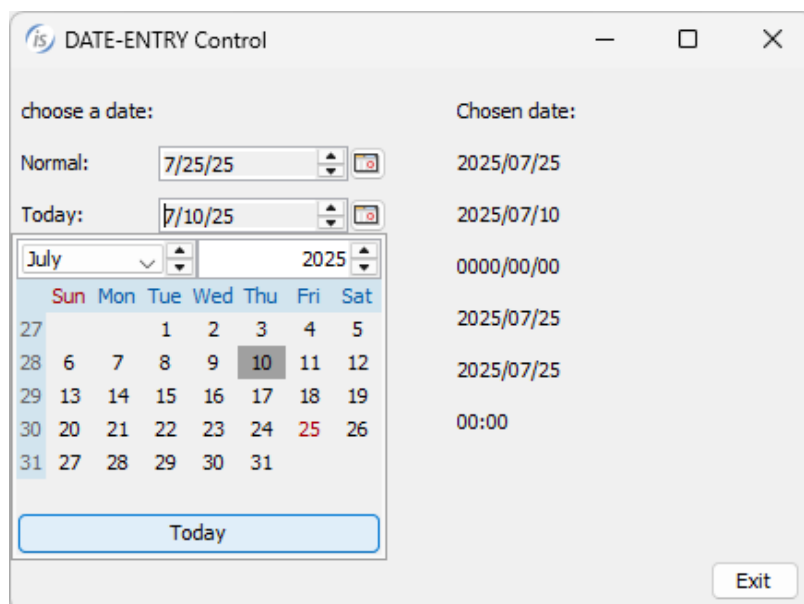 is DATE-ENTRY Control
choose a date: Chosen date:
Normal: 7/25/25 2025/07/25
Today: 7/10/25 2025/07/10
July 2025 0000/00/00
Sun Mon Tue Wed Thu Fri Sat
27 1 2 3 4 5 2025/07/25
28 6 7 8 9 10 11 12 2025/07/25
29 13 14 15 16 17 18 19
30 20 21 22 23 24 25 26 00:00
31 27 28 29 30 31
Today
Exit